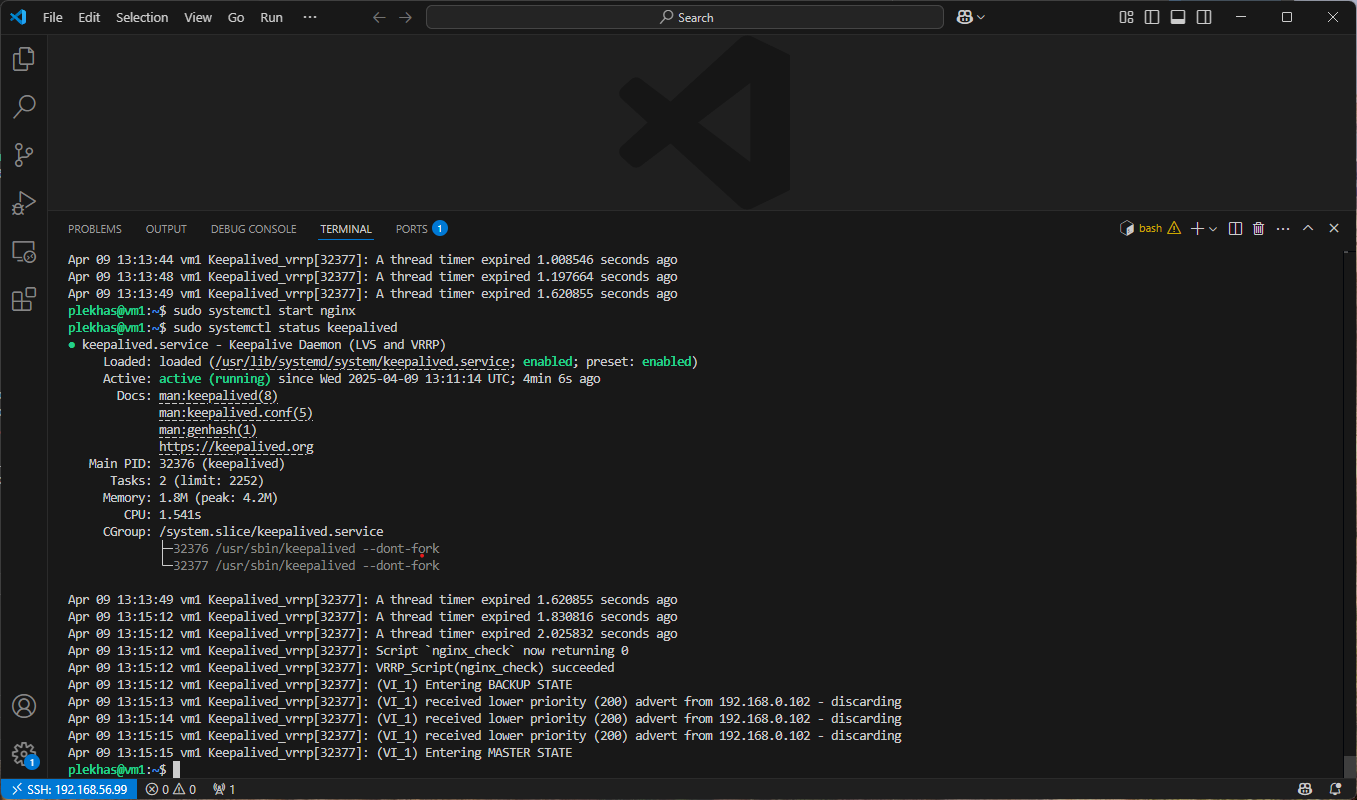 File Edit Selection View Go Run ··· Search
PROBLEMS OUTPUT DEBUG CONSOLE TERMINAL PORTS 1 bash
Apr 09 13:13:44 vm1 Keepalived_vrrp[32377]: A thread timer expired 1.008546 seconds ago
Apr 09 13:13:48 vm1 Keepalived_vrrp[32377]: A thread timer expired 1.197664 seconds ago
Apr 09 13:13:49 vm1 Keepalived_vrrp[32377]: A thread timer expired 1.620855 seconds ago
plekhas@vm1:~$ sudo systemctl start nginx
plekhas@vm1:~$ sudo systemctl status keepalived
● keepalived.service - Keepalive Daemon (LVS and VRRP)
Loaded: loaded (/usr/lib/systemd/system/keepalived.service; enabled; preset: enabled)
Active: active (running) since Wed 2025-04-09 13:11:14 UTC; 4min 6s ago
Docs: man:keepalived(8)
man:keepalived.conf(5)
man:genhash(1)
https://keepalived.org
Main PID: 32376 (keepalived)
Tasks: 2 (limit: 2252)
Memory: 1.8M (peak: 4.2M)
CPU: 1.541s
CGroup: /system.slice/keepalived.service
├─32376 /usr/sbin/keepalived --dont-fork
└─32377 /usr/sbin/keepalived --dont-fork
Apr 09 13:13:49 vm1 Keepalived_vrrp[32377]: A thread timer expired 1.620855 seconds ago
Apr 09 13:15:12 vm1 Keepalived_vrrp[32377]: A thread timer expired 1.830816 seconds ago
Apr 09 13:15:12 vm1 Keepalived_vrrp[32377]: A thread timer expired 2.025832 seconds ago
Apr 09 13:15:12 vm1 Keepalived_vrrp[32377]: Script `nginx_check` now returning 0
Apr 09 13:15:12 vm1 Keepalived_vrrp[32377]: VRRP_Script(nginx_check) succeeded
Apr 09 13:15:12 vm1 Keepalived_vrrp[32377]: (VI_1) Entering BACKUP STATE
Apr 09 13:15:13 vm1 Keepalived_vrrp[32377]: (VI_1) received lower priority (200) advert from 192.168.0.102 - discarding
Apr 09 13:15:14 vm1 Keepalived_vrrp[32377]: (VI_1) received lower priority (200) advert from 192.168.0.102 - discarding
Apr 09 13:15:15 vm1 Keepalived_vrrp[32377]: (VI_1) received lower priority (200) advert from 192.168.0.102 - discarding
Apr 09 13:15:15 vm1 Keepalived_vrrp[32377]: (VI_1) Entering MASTER STATE
plekhas@vm1:~$
1
SSH: 192.168.56.99 0 0 1